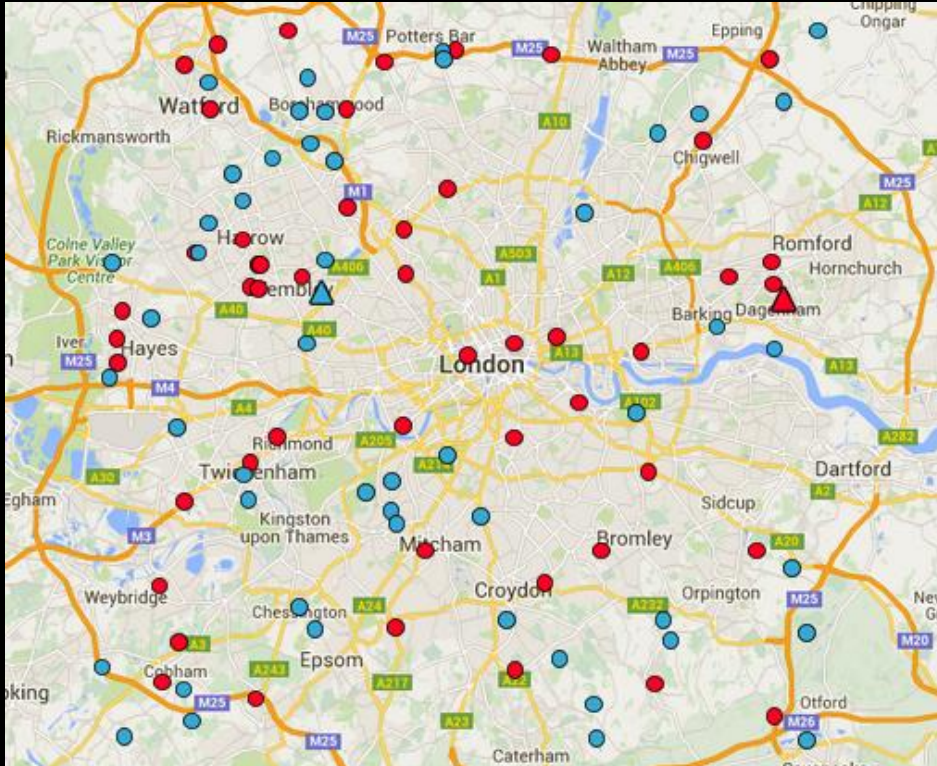 Chipping
Ongar
Epping
M25
Potters Bar
M25
Waltham
Abbey
M25
Watford
Borehamwood
A10
Rickmansworth
Chigwell
M1
M25
A12
Harrow
Colne Valley
Park Visitor
Centre
A503
Romford
A406
A1
A12
A406
Hornchurch
Wembley
A40
Barking
Dagenham
A40
Iver
Hayes
A13
M25
London
A13
M4
A102
A4
Richmond
A205
A282
A214
Twickenham
Dartford
A30
A2
Egham
Sidcup
Kingston
upon Thames
M3
Mitcham
Bromley
A20
Weybridge
Croydon
Orpington
M25
Chessington
A24
A232
A3
Epsom
M20
Cobham
A243
A217
A22
oking
M25
Otford
A23
M26
M25
Caterham